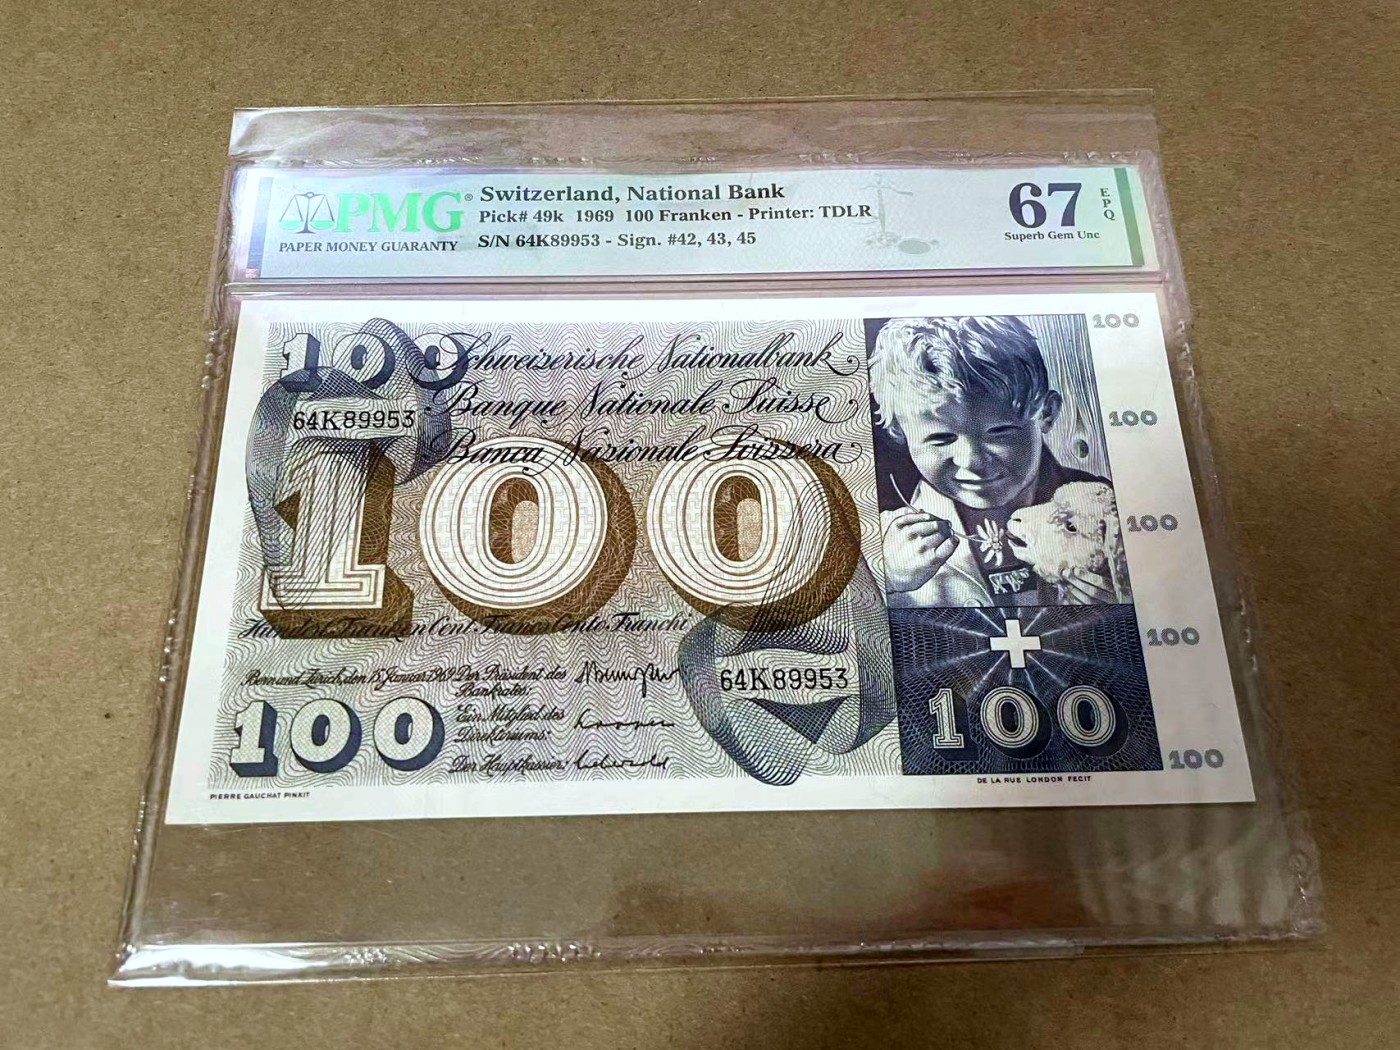 PMG®
PAPER MONEY GUARANTY
Switzerland, National Bank
Pick# 49k 1969 100 Franken - Printer: TDLR
S/N 64K89953 - Sign. #42, 43, 45
67
EPQ
Superb Gem Unc
100
Schweizerische Nationalbank
Banque Nationale Suisse
Banca Nazionale Svizzera
64K89953
100
Hundert Franken Cent Francs Cento Franchi
Bern und Zürich, den 15. Januar 1969
Der Präsident des
Bankrates:
Ein Mitglied des
Direktoriums:
Der Hauptkassier:
64K89953
100
100
100
100
100
100
100
PIERRE GAUCHAT PINXIT
DE LA RUE LONDON FECIT